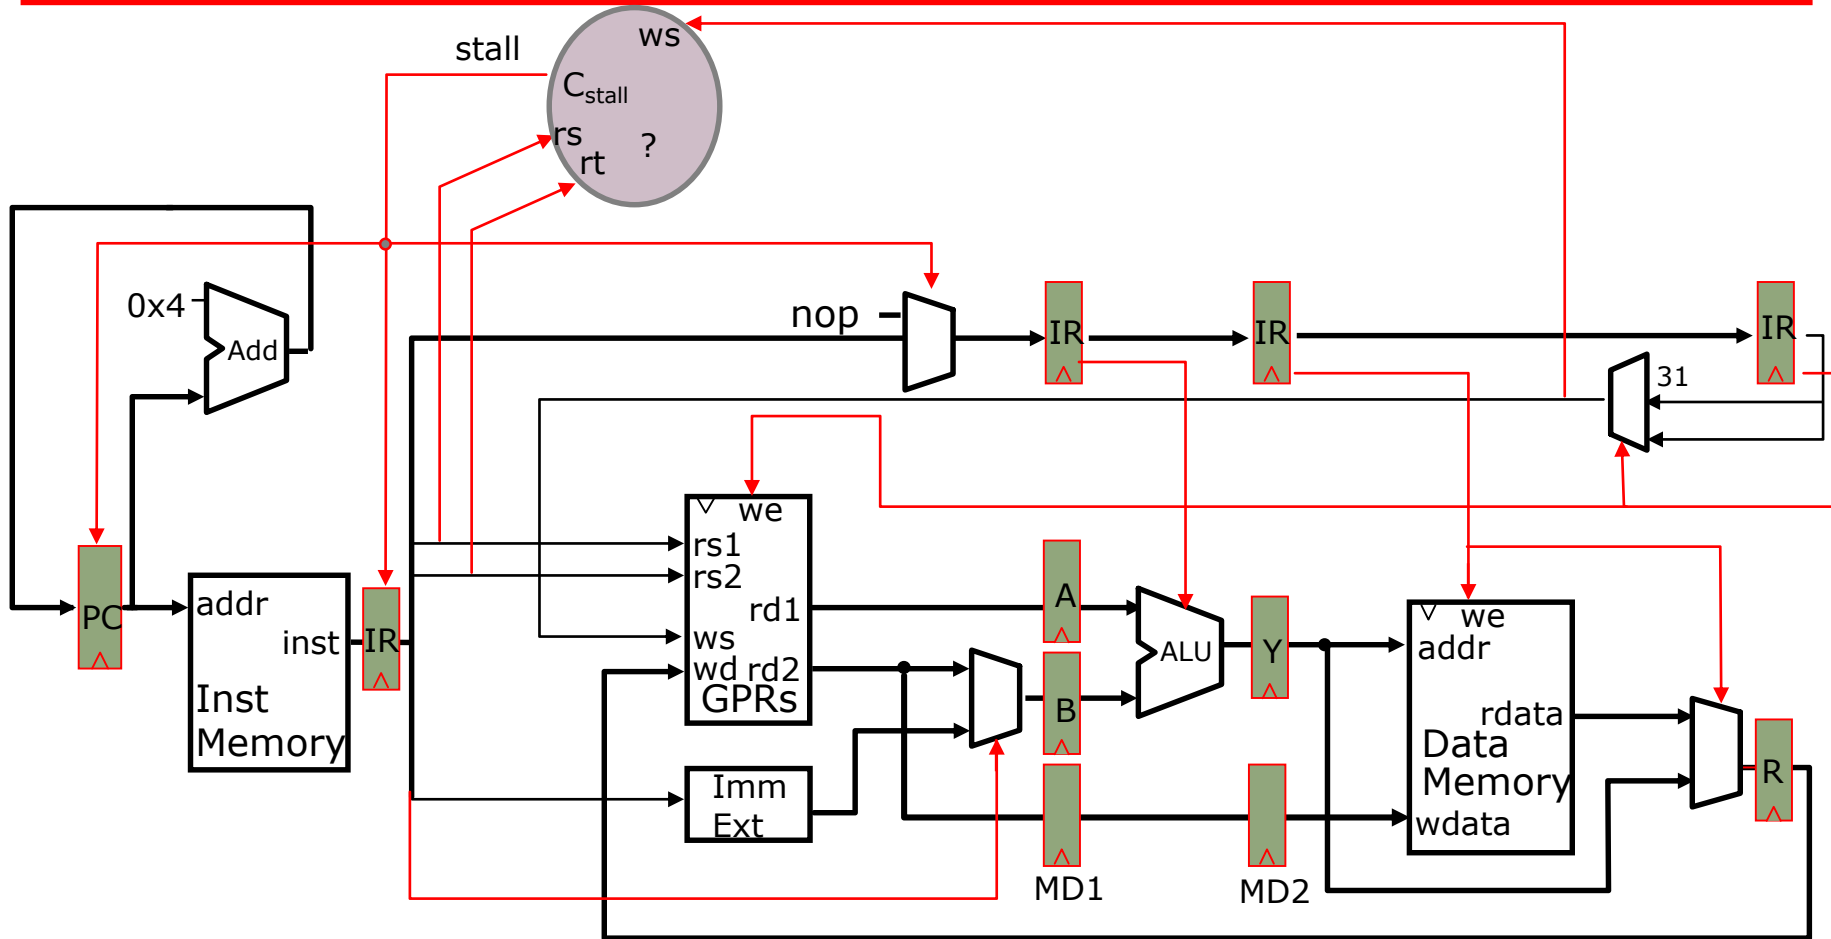 ws
stall
C_stall
rs
?
rt
0x4
Add
nop
IR
IR
IR
31
we
rs1
rs2
rd1
ws
wd rd2
GPRs
PC
addr
inst
Inst
Memory
IR
A
B
ALU
Y
we
addr
rdata
Data
Memory
wdata
R
Imm
Ext
MD1
MD2